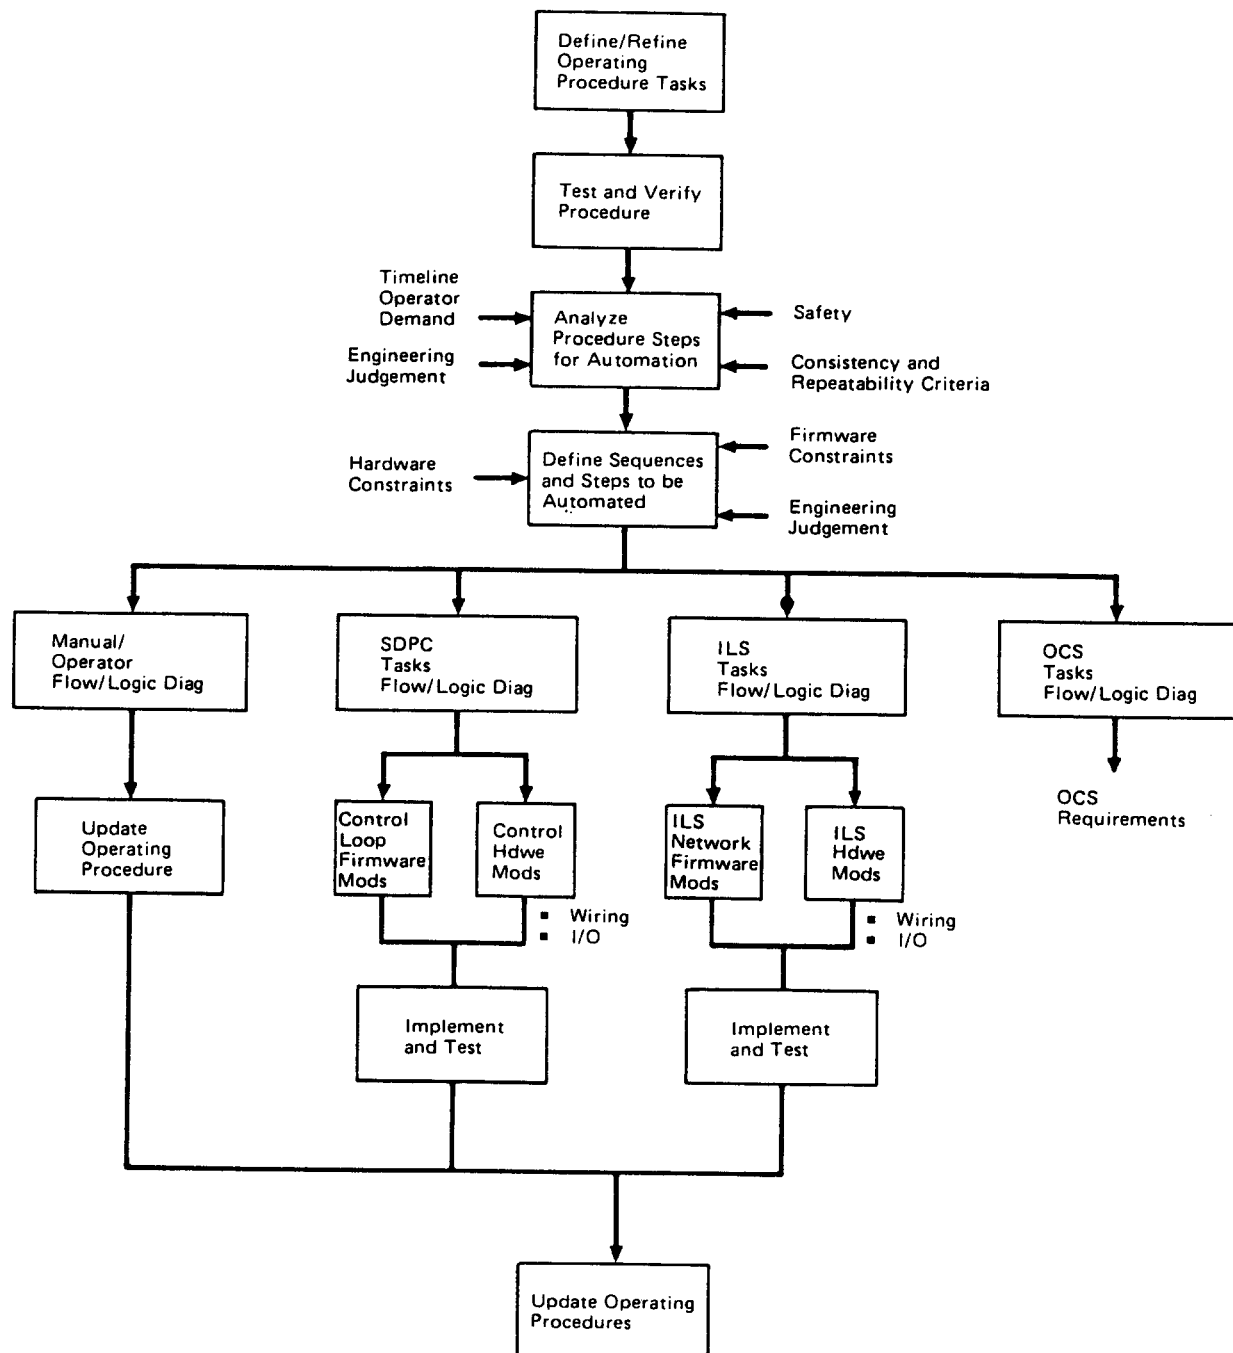 Define/Refine
Operating
Procedure Tasks
Test and Verify
Procedure
Timeline
Operator
Demand
Engineering
Judgement
Analyze
Procedure Steps
for Automation
Safety
Consistency and
Repeatability Criteria
Hardware
Constraints
Define Sequences
and Steps to be
Automated
Firmware
Constraints
Engineering
Judgement
Manual/
Operator
Flow/Logic Diag
SDPC
Tasks
Flow/Logic Diag
ILS
Tasks
Flow/Logic Diag
OCS
Tasks
Flow/Logic Diag
Update
Operating
Procedure
Control
Loop
Firmware
Mods
Control
Hdwe
Mods
▪ Wiring
▪ I/O
ILS
Network
Firmware
Mods
ILS
Hdwe
Mods
▪ Wiring
▪ I/O
OCS
Requirements
Implement
and Test
Implement
and Test
Update Operating
Procedures